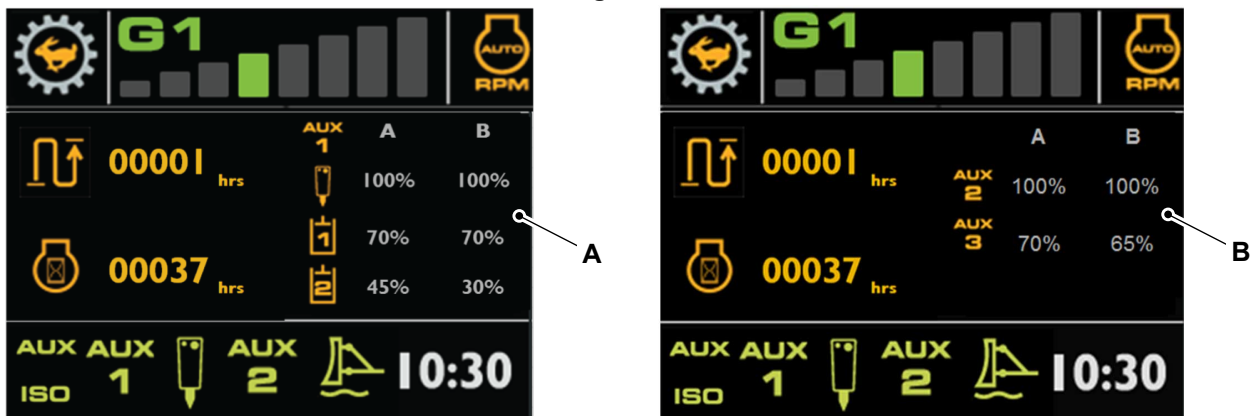 G1
AUTO
RPM
AUX
1
A
B
00001 hrs
100%
100%
1
70%
70%
00037 hrs
2
45%
30%
AUX
ISO
AUX
1
AUX
2
10:30
A
G1
AUTO
RPM
A
B
00001 hrs
AUX
2
100%
100%
AUX
3
70%
65%
00037 hrs
AUX
ISO
AUX
1
AUX
2
10:30
B